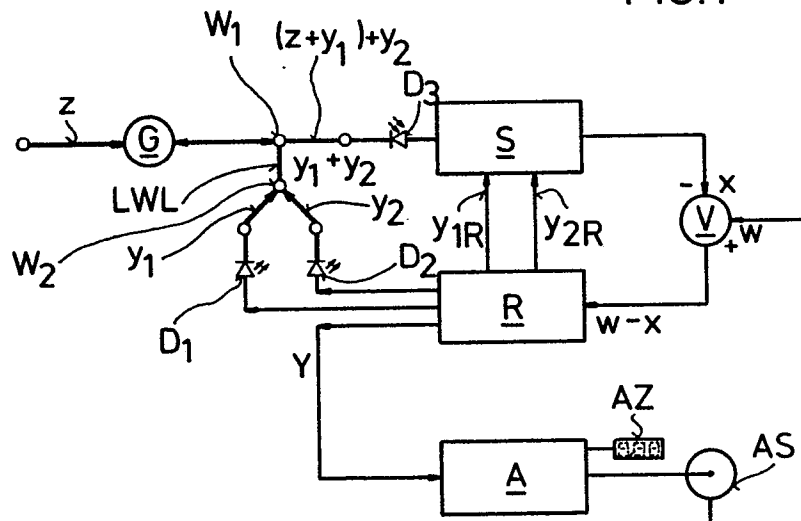 W1 (z+y1)+y2
D3
z G S
y1+y2
LWL - x
y1 y2 y1R y2R V w
+
W2 D2
R w-x
D1
Y
AZ
A AS